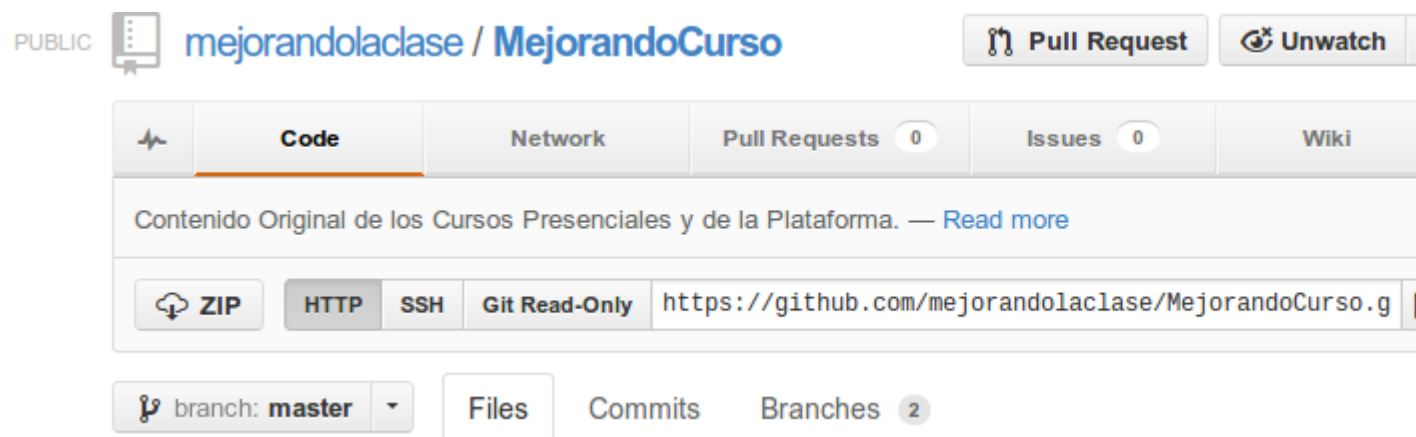 PUBLIC mejorandolaclase / MejorandoCurso Pull Request Unwatch
Code Network Pull Requests 0 Issues 0 Wiki
Contenido Original de los Cursos Presenciales y de la Plataforma. — Read more
ZIP HTTP SSH Git Read-Only https://github.com/mejorandolaclase/MejorandoCurso.g
branch: master Files Commits Branches 2